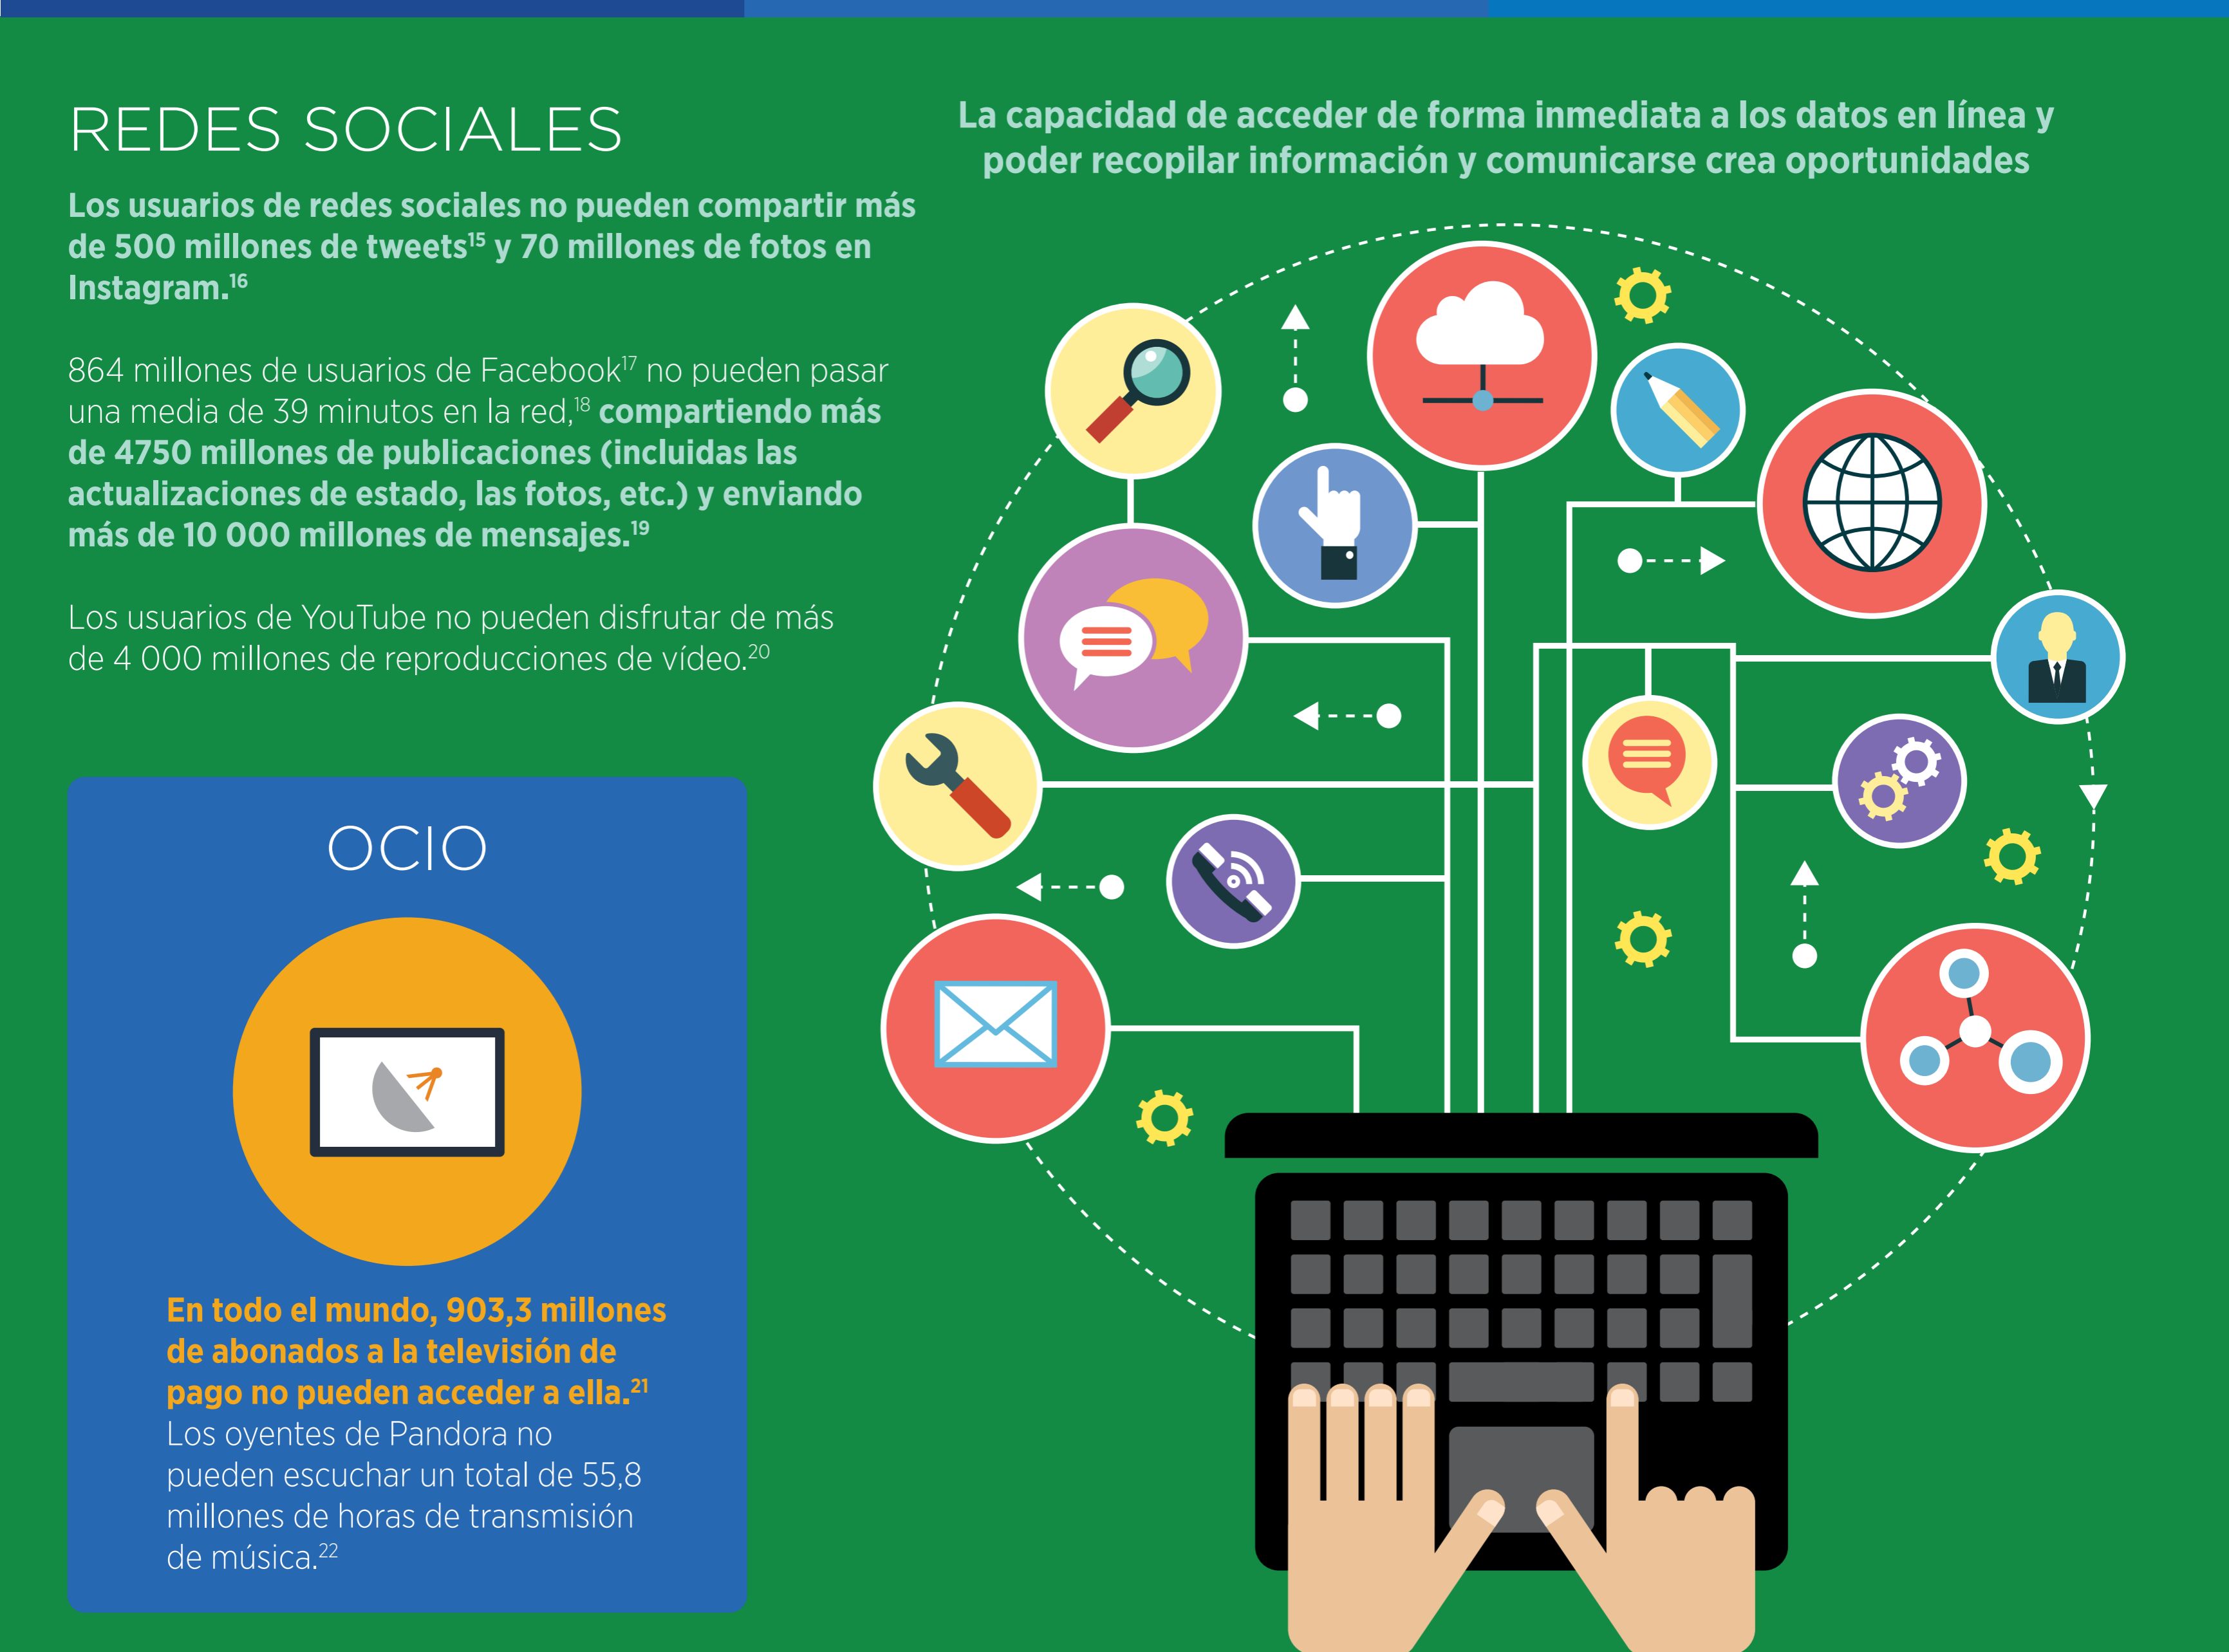 REDES SOCIALES
Los usuarios de redes sociales no pueden compartir más
de 500 millones de tweets¹⁵ y 70 millones de fotos en
Instagram.¹⁶
864 millones de usuarios de Facebook¹⁷ no pueden pasar
una media de 39 minutos en la red,¹⁸ compartiendo más
de 4750 millones de publicaciones (incluidas las
actualizaciones de estado, las fotos, etc.) y enviando
más de 10 000 millones de mensajes.¹⁹
Los usuarios de YouTube no pueden disfrutar de más
de 4 000 millones de reproducciones de vídeo.²⁰
OCIO
En todo el mundo, 903,3 millones
de abonados a la televisión de
pago no pueden acceder a ella.²¹
Los oyentes de Pandora no
pueden escuchar un total de 55,8
millones de horas de transmisión
de música.²²
La capacidad de acceder de forma inmediata a los datos en línea y
poder recopilar información y comunicarse crea oportunidades